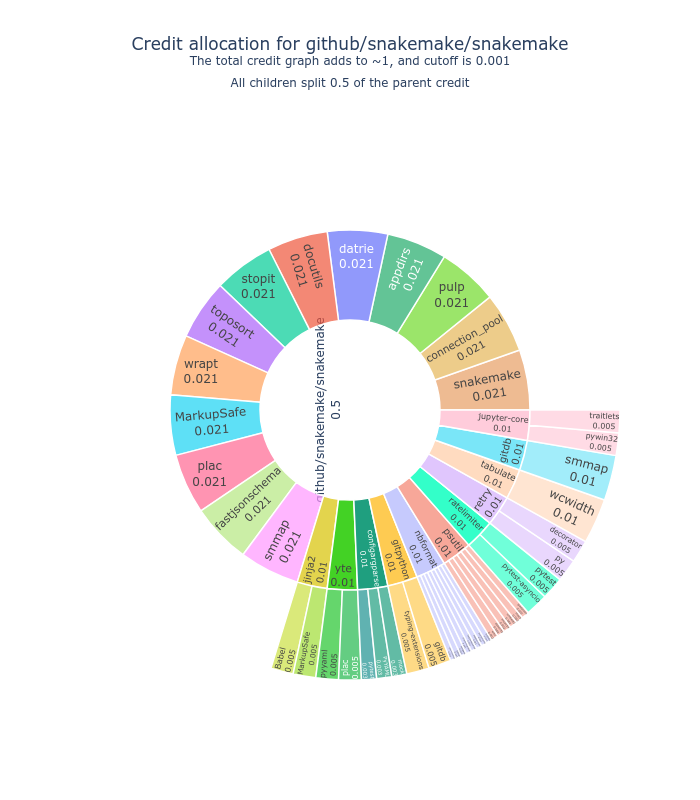 Credit allocation for github/snakemake/snakemake
The total credit graph adds to ~1, and cutoff is 0.001
All children split 0.5 of the parent credit
datrie
0.021
docutils
0.021
appdirs
0.021
stopit
0.021
pulp
0.021
toposort
0.021
connection_pool
0.021
wrapt
0.021
snakemake
0.021
MarkupSafe
0.021
thub/snakemake/snakemake
0.5
Jupyter-core
0.01
traitlets
0.005
pywin32
0.005
gitdb
0.01
smmap
0.01
plac
0.021
tabulate
0.01
wcwidth
0.01
fastjsonschema
0.021
retry
0.01
decorator
0.005
py
0.005
smmap
0.021
ratelimiter
0.01
pytest
0.005
pytest-asyncio
0.005
psutil
0.01
nbformat
0.01
gitpython
0.01
configargparse
0.01
yte
0.01
jinja2
0.01
Babel
0.005
MarkupSafe
0.005
pyyaml
0.005
plac
0.005
typing-extensions
0.005
gitdb
0.005